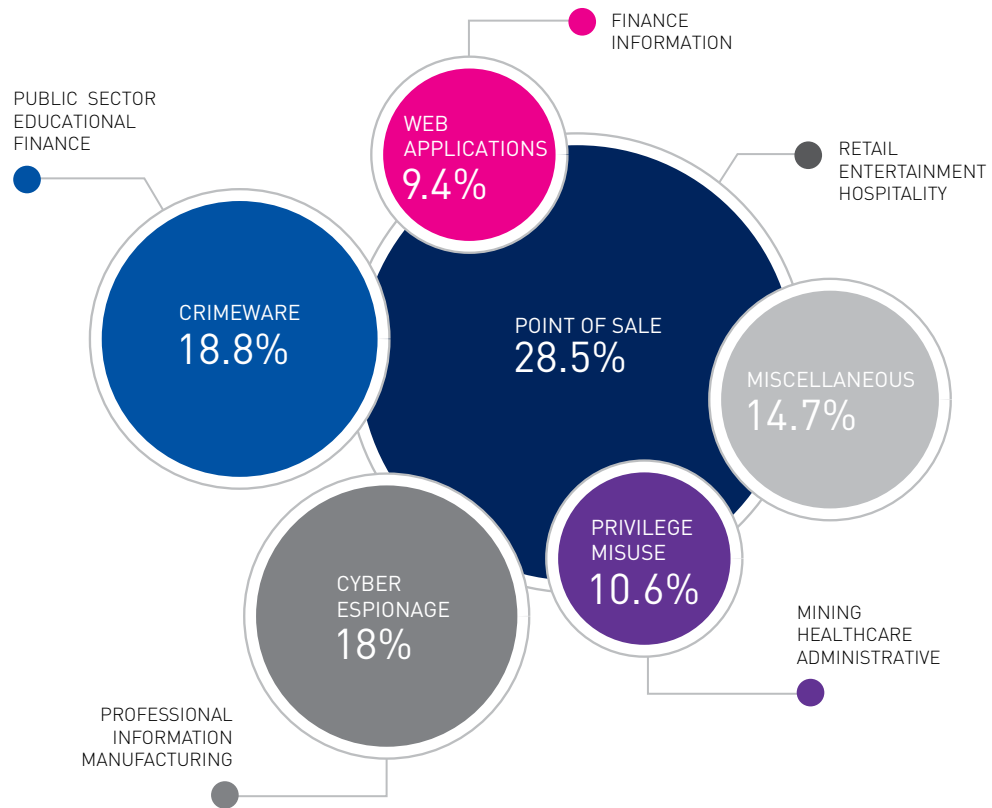 FINANCE
INFORMATION
PUBLIC SECTOR
EDUCATIONAL
FINANCE
WEB
APPLICATIONS
9.4%
RETAIL
ENTERTAINMENT
HOSPITALITY
CRIMEWARE
18.8%
POINT OF SALE
28.5%
MISCELLANEOUS
14.7%
PRIVILEGE
MISUSE
10.6%
CYBER
ESPIONAGE
18%
MINING
HEALTHCARE
ADMINISTRATIVE
PROFESSIONAL
INFORMATION
MANUFACTURING